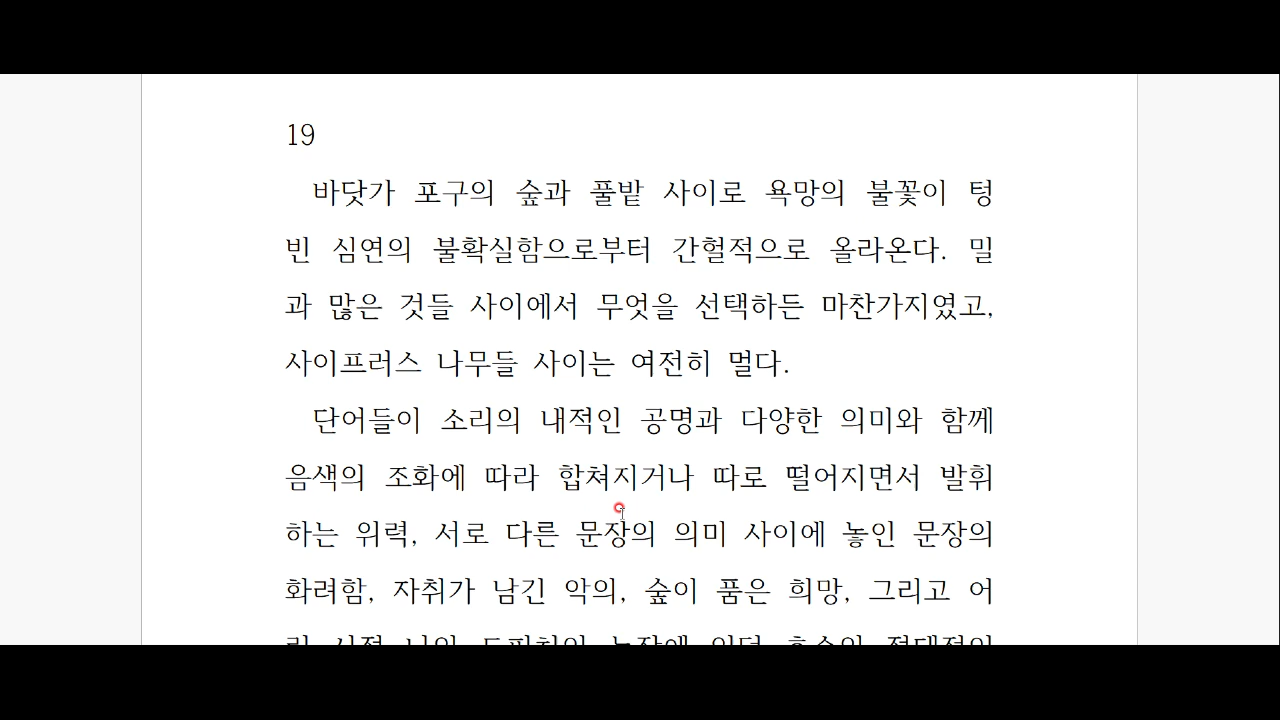 19
바닷가 포구의 숲과 풀밭 사이로 욕망의 불꽃이 텅
빈 심연의 불확실함으로부터 간헐적으로 올라온다. 밀
과 많은 것들 사이에서 무엇을 선택하든 마찬가지였고,
사이프러스 나무들 사이는 여전히 멀다.
단어들이 소리의 내적인 공명과 다양한 의미와 함께
음색의 조화에 따라 합쳐지거나 따로 떨어지면서 발휘
하는 위력, 서로 다른 문장의 의미 사이에 놓인 문장의
화려함, 자취가 남긴 악의, 숲이 품은 희망, 그리고 어